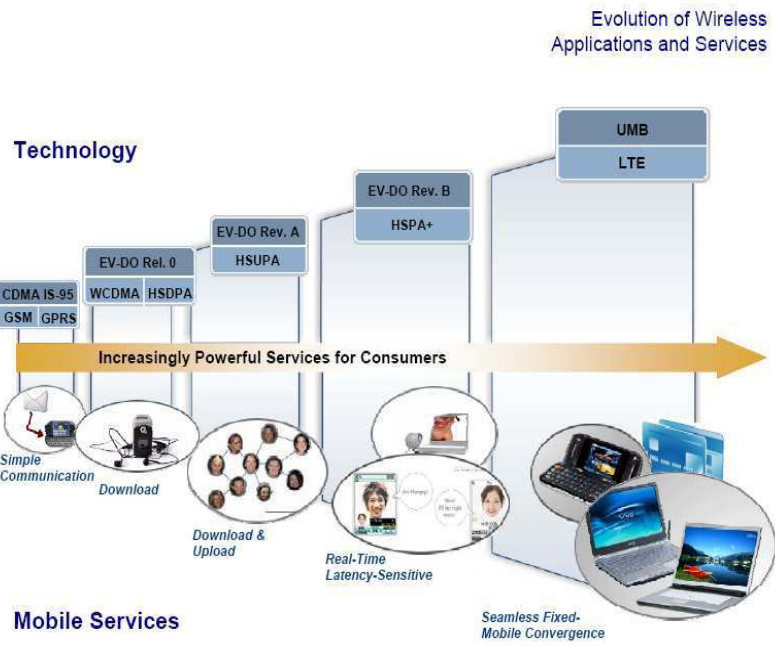 Evolution of Wireless
Applications and Services
Technology
UMB
LTE
EV-DO Rev. B
HSPA+
EV-DO Rev. A
HSUPA
EV-DO Rel. 0
WCDMA HSDPA
CDMA IS-95
GSM GPRS
Increasingly Powerful Services for Consumers
Simple
Communication
Download
Download &
Upload
Real-Time
Latency-Sensitive
Seamless Fixed-
Mobile Convergence
Mobile Services